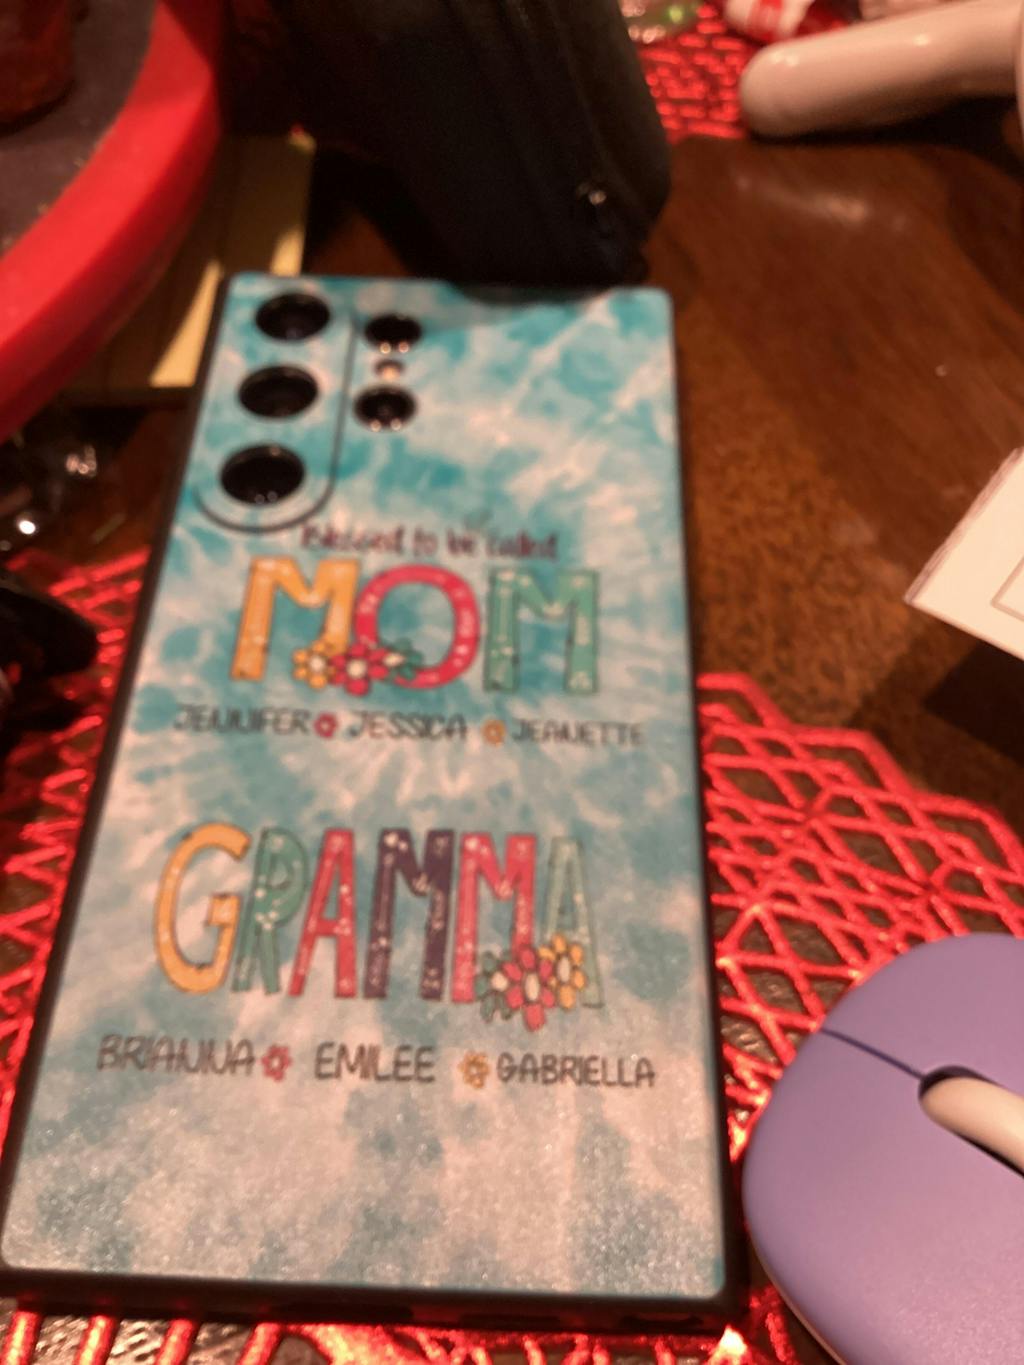 Blessed to be called
MOM
JENNIFER JESSICA JEANETTE
GRAMMA
BRIANNA EMILEE GABRIELLA